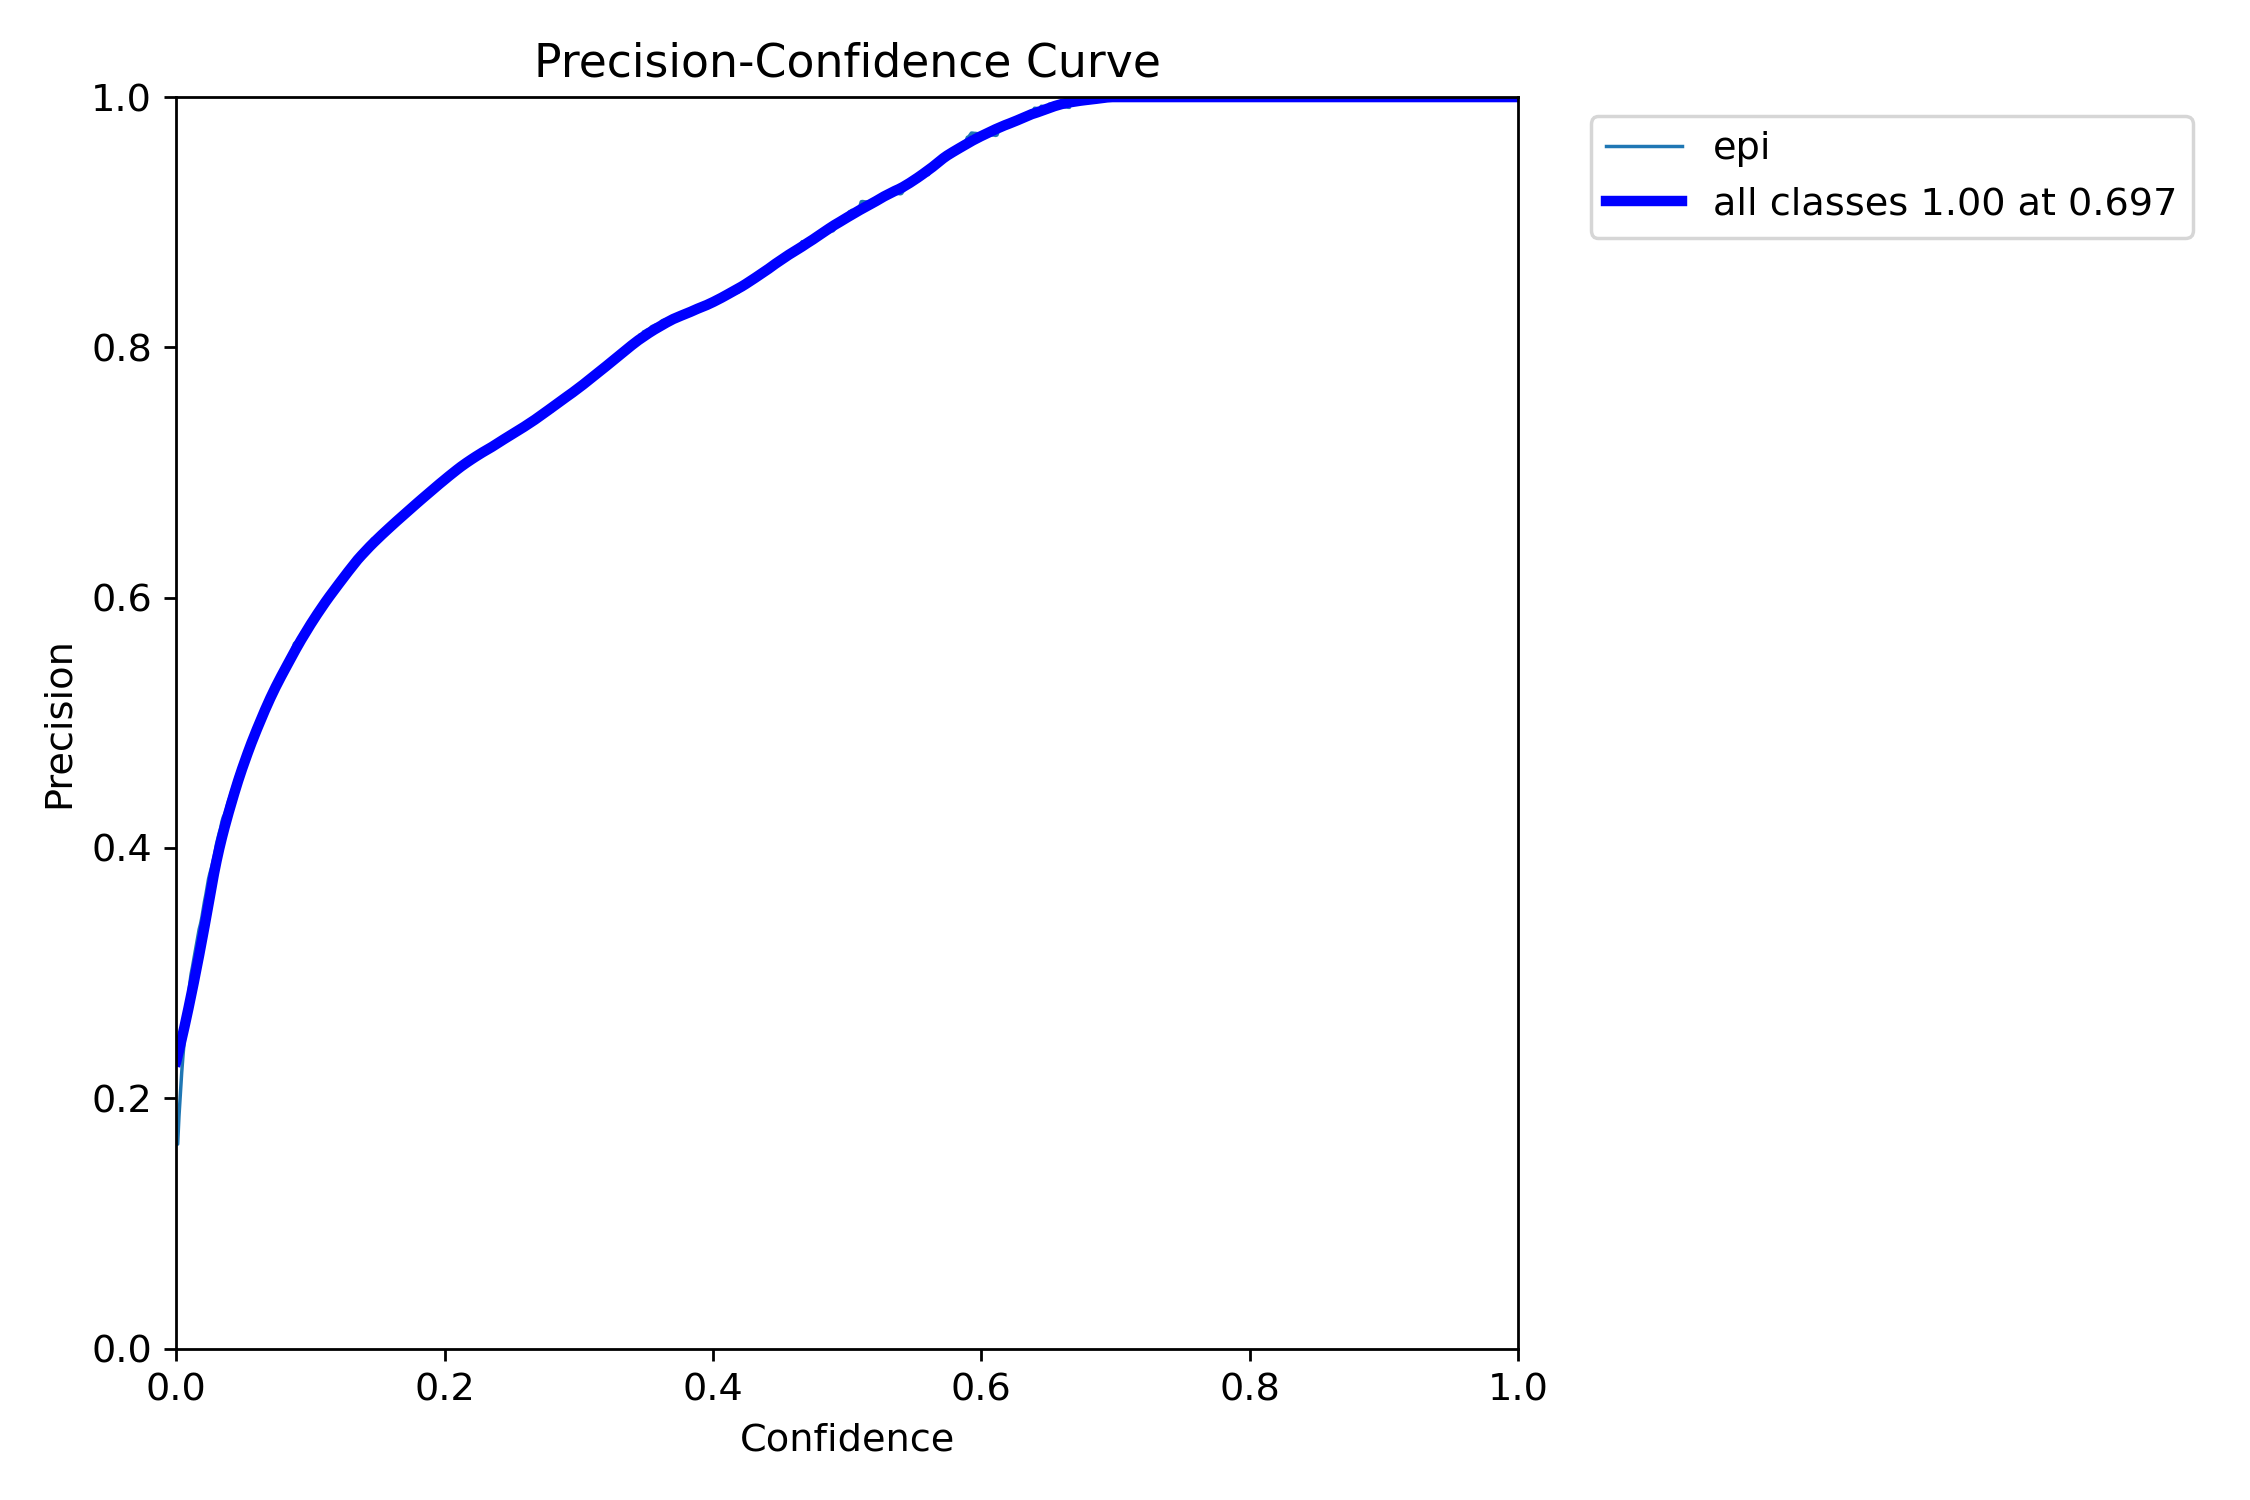 Precision-Confidence Curve
1.0
0.8
0.6
0.4
0.2
0.0
Precision
0.0 0.2 0.4 0.6 0.8 1.0
Confidence
epi
all classes 1.00 at 0.697